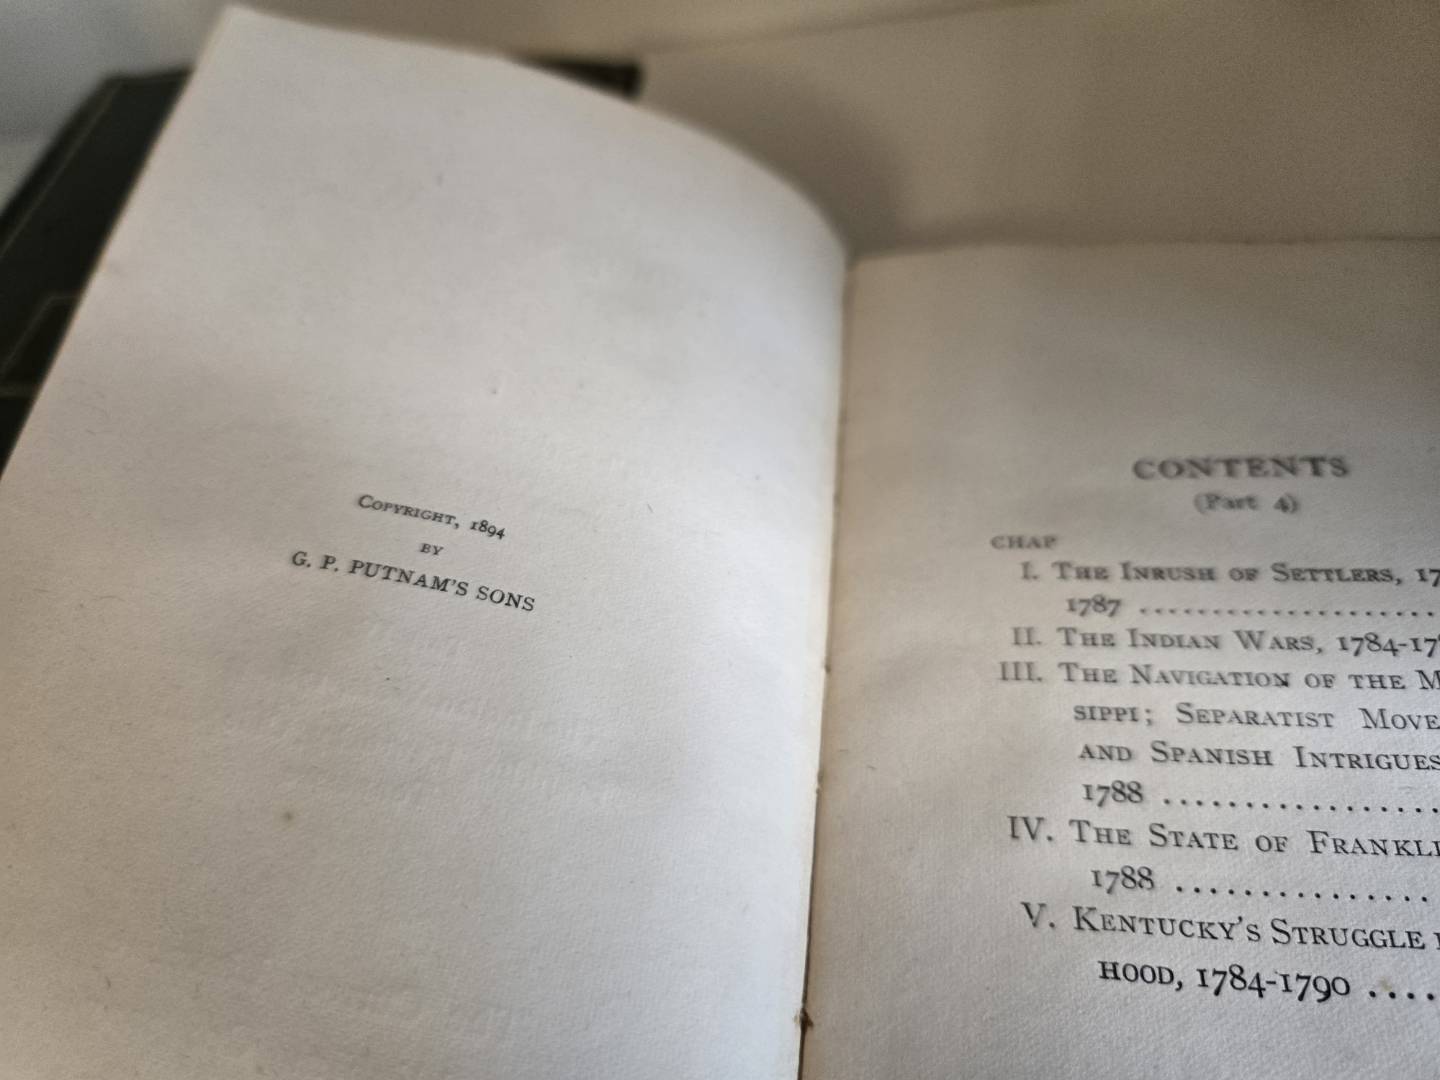 COPYRIGHT, 1894
BY
G. P. PUTNAM'S SONS
CONTENTS
(Part 4)
CHAP
I. THE INRUSH OF SETTLERS,
1787 ....................
II. THE INDIAN WARS,
III. THE NAVIGATION OF THE
SIPPI; SEPARATIST
AND SPANISH INTRIGUES
1788 .................
IV. THE STATE OF
1788 ...............
V. KENTUCKY'S STRUGGLE
HOOD, 1784-1790 ....